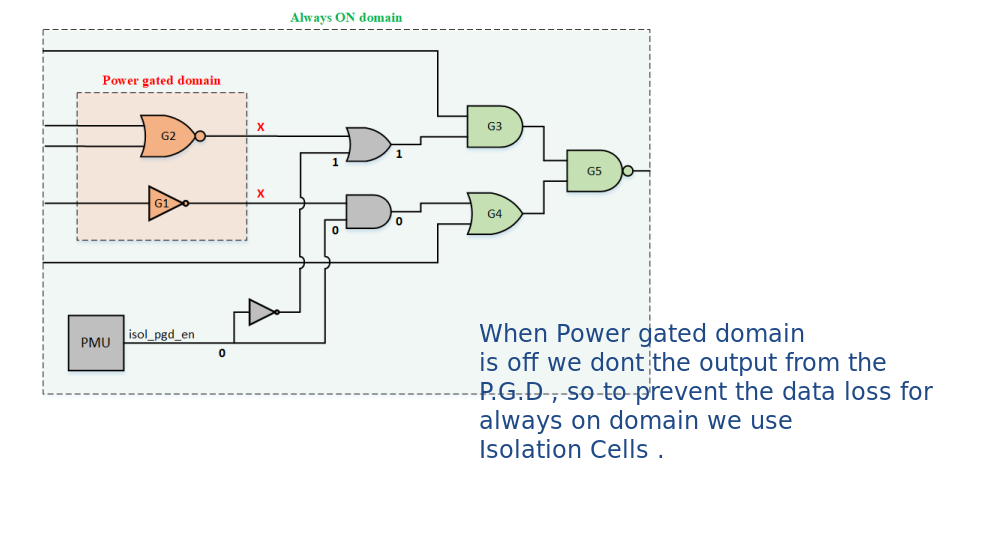 Always ON domain
Power gated domain
G2
X
G3
1
1
G5
X
G1
G4
0
0
isol_pgd_en
PMU
0
When Power gated domain
is off we dont the output from the
P.G.D , so to prevent the data loss for
always on domain we use
Isolation Cells .